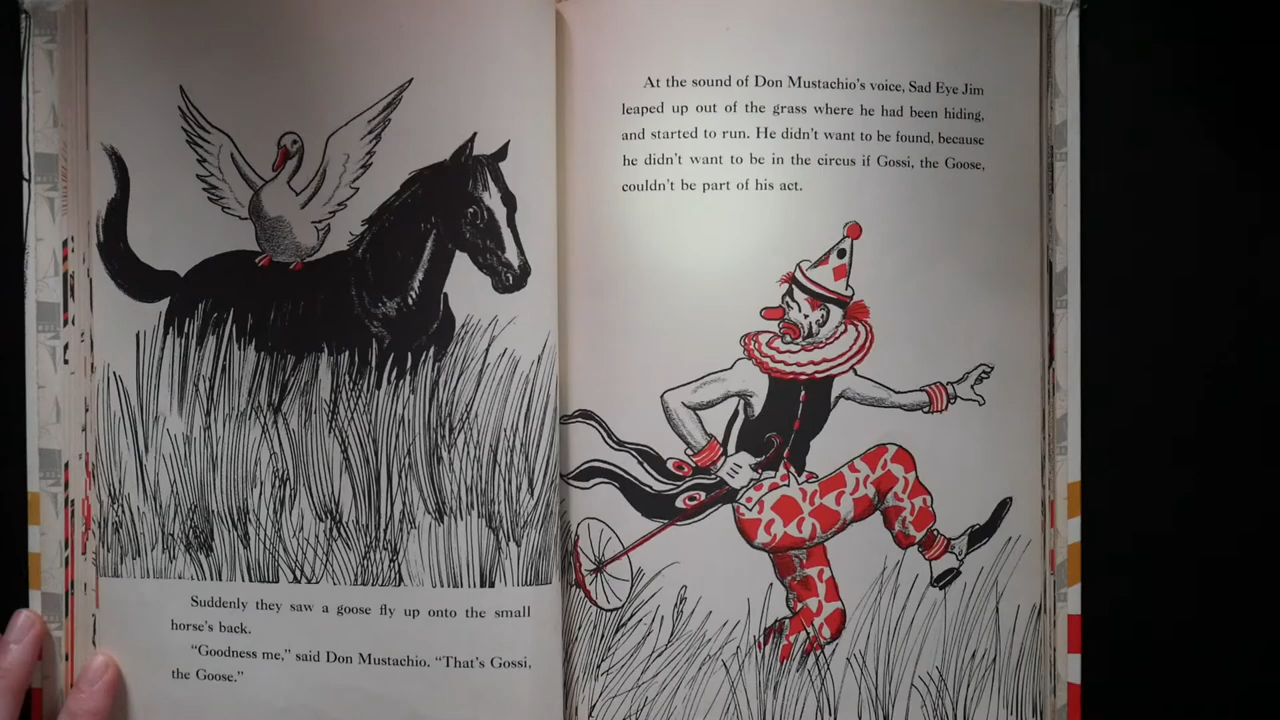 Suddenly they saw a goose fly up onto the small
horse's back.
“Goodness me,” said Don Mustachio. “That's Gossi,
the Goose.”
At the sound of Don Mustachio's voice, Sad Eye Jim
leaped up out of the grass where he had been hiding,
and started to run. He didn't want to be found, because
he didn't want to be in the circus if Gossi, the Goose,
couldn't be part of his act.